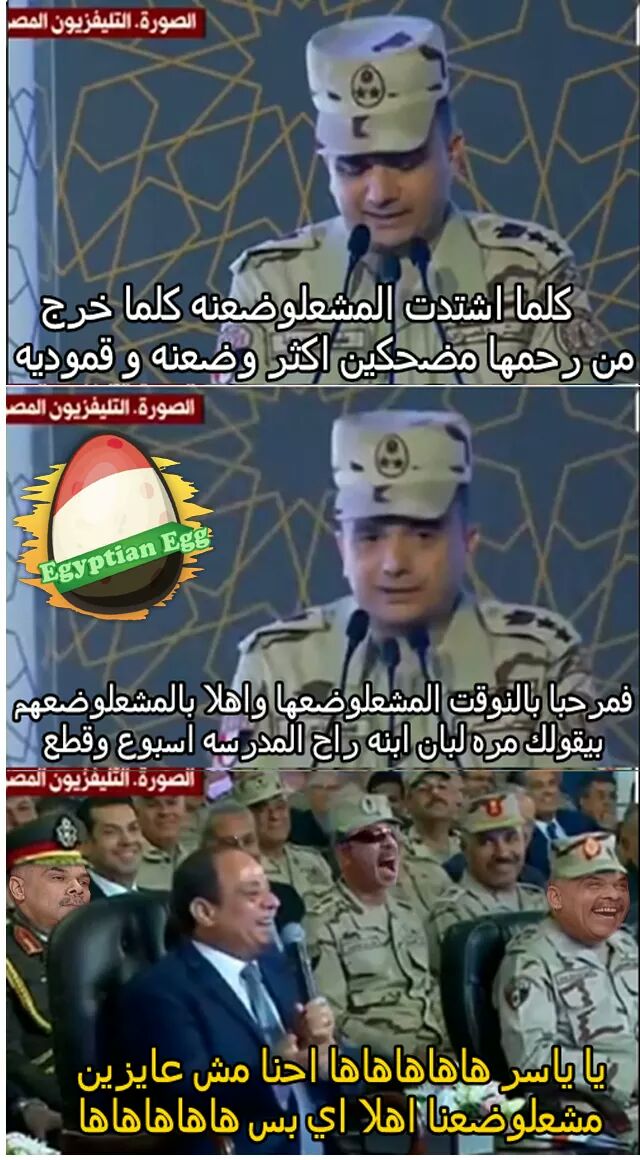 الصورة. التليفزيون المص
كلما اشتدت المشعلوضعنه كلما خرج
من رحمها مضحكين اكثر وضعنه و قموديه
الصورة. التليفزيون المص
Egyptian Egg
فمرحبا بالنوقت المشعلوضعها واهلا بالمشعلوضعهم
بيقولك مره لبان ابنه راح المدرسه اسبوع وقطع
الصورة. التليفزيون المص
يا ياسر هاهاهاهاها احنا مش عايزين
مشعلوضعنا اهلا اي بس هاهاهاهاها